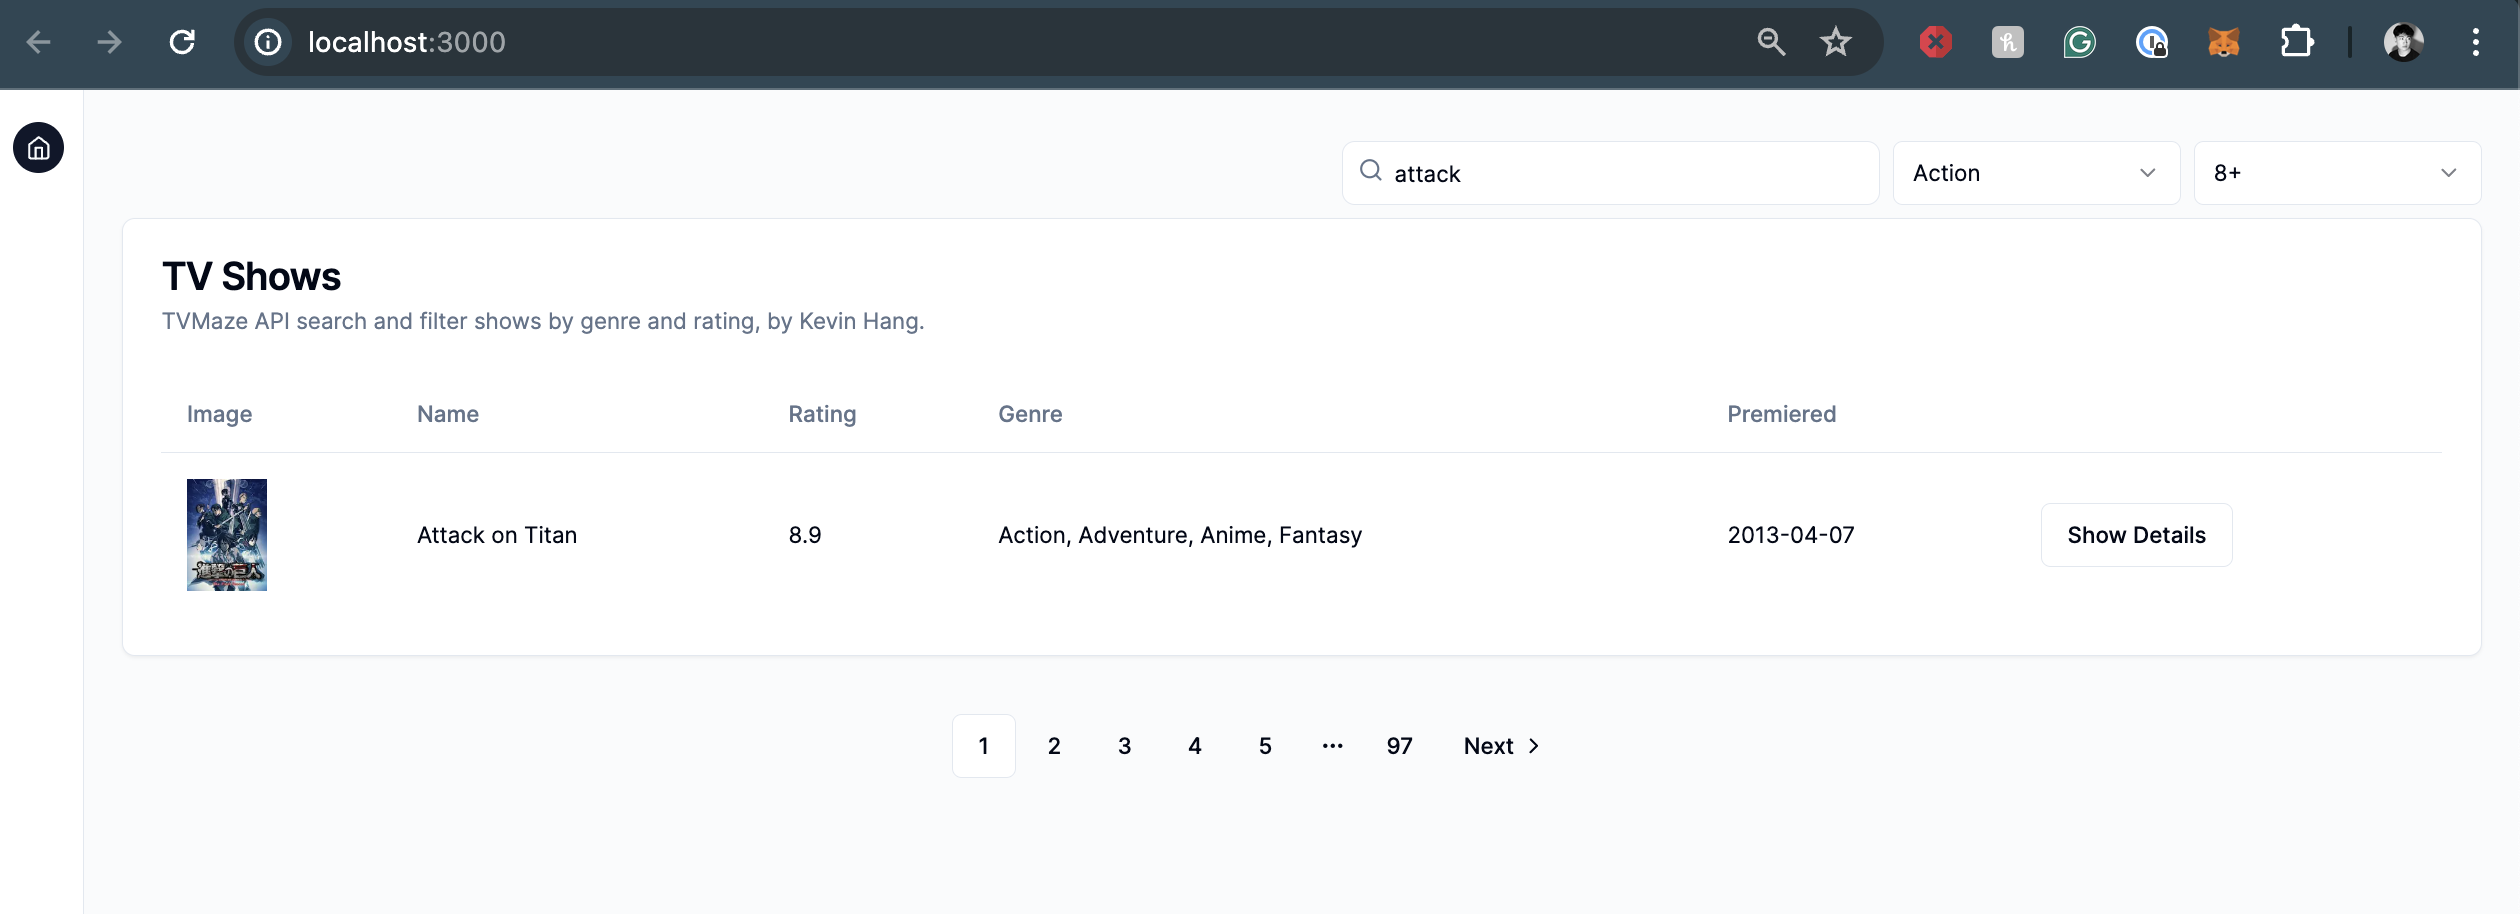 localhost:3000
attack
Action
8+
TV Shows
TVMaze API search and filter shows by genre and rating, by Kevin Hang.
Image Name Rating Genre Premiered
進撃の巨人
Attack on Titan 8.9 Action, Adventure, Anime, Fantasy 2013-04-07 Show Details
1 2 3 4 5 ••• 97 Next